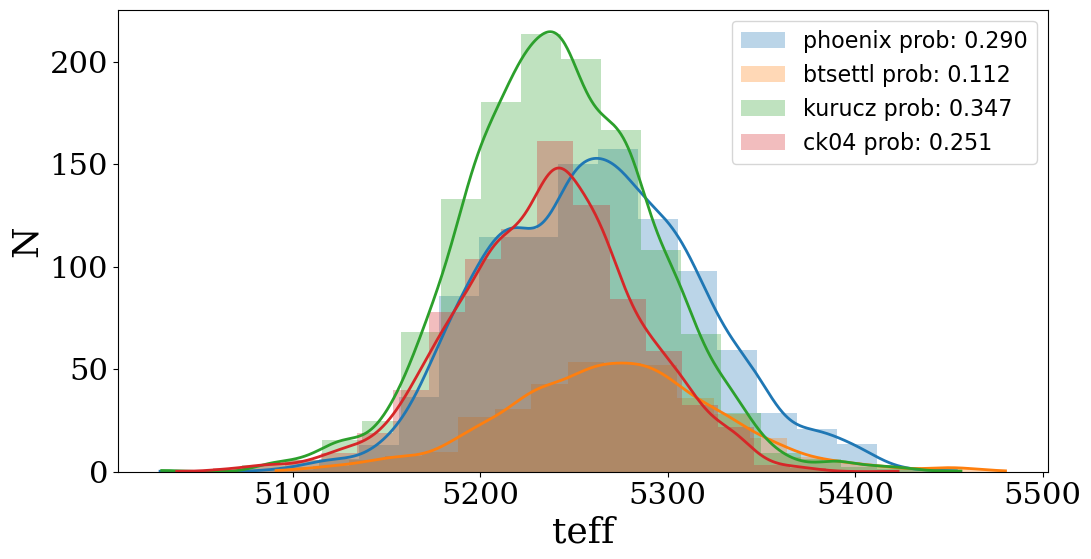 phoenix prob: 0.290
btsettl prob: 0.112
kurucz prob: 0.347
ck04 prob: 0.251
N
200
150
100
50
0
5100 5200 5300 5400 5500
teff